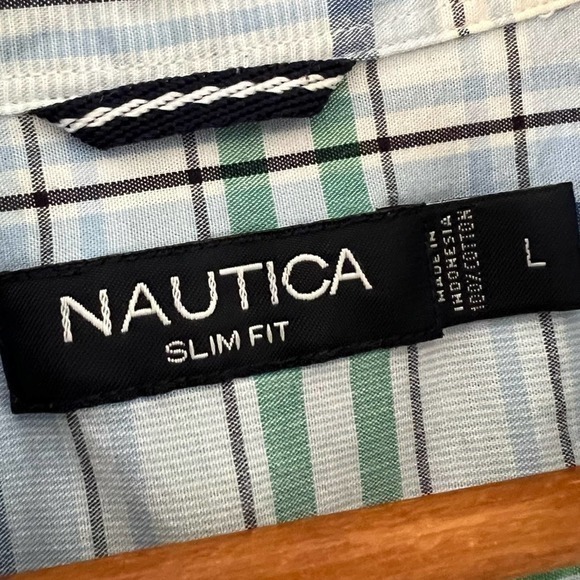 NAUTICA
SLIM FIT
MADE IN
INDONESIA
100%COTTON
L